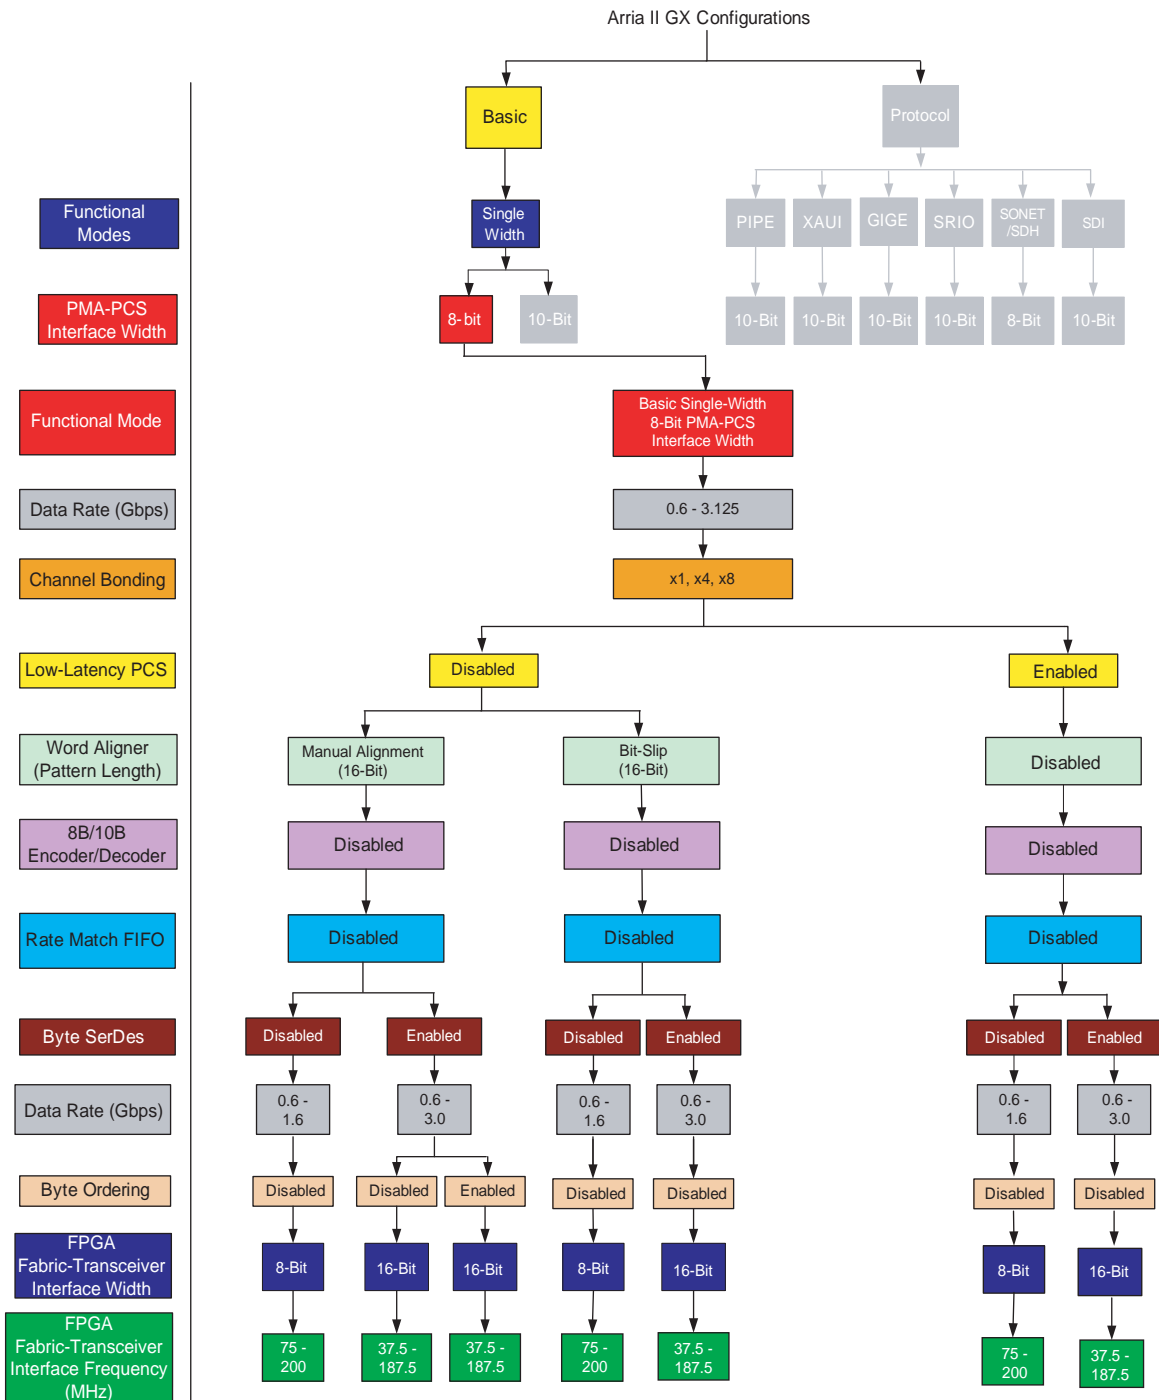 Arria II GX Configurations
Basic
Protocol
Functional
Modes
Single
Width
PIPE
XAUI
GIGE
SRIO
SONET
/SDH
SDI
PMA-PCS
Interface Width
8-bit
10-Bit
10-Bit
10-Bit
10-Bit
10-Bit
8-Bit
10-Bit
Functional Mode
Basic Single-Width
8-Bit PMA-PCS
Interface Width
Data Rate (Gbps)
0.6 - 3.125
Channel Bonding
x1, x4, x8
Low-Latency PCS
Disabled
Enabled
Word Aligner
(Pattern Length)
Manual Alignment
(16-Bit)
Bit-Slip
(16-Bit)
Disabled
8B/10B
Encoder/Decoder
Disabled
Disabled
Disabled
Rate Match FIFO
Disabled
Disabled
Disabled
Byte SerDes
Disabled
Enabled
Disabled
Enabled
Disabled
Enabled
Data Rate (Gbps)
0.6 -
1.6
0.6 -
3.0
0.6 -
1.6
0.6 -
3.0
0.6 -
1.6
0.6 -
3.0
Byte Ordering
Disabled
Disabled
Enabled
Disabled
Disabled
Disabled
Disabled
FPGA
Fabric-Transceiver
Interface Width
8-Bit
16-Bit
16-Bit
8-Bit
16-Bit
8-Bit
16-Bit
FPGA
Fabric-Transceiver
Interface Frequency
(MHz)
75 -
200
37.5 -
187.5
37.5 -
187.5
75 -
200
37.5 -
187.5
75 -
200
37.5 -
187.5